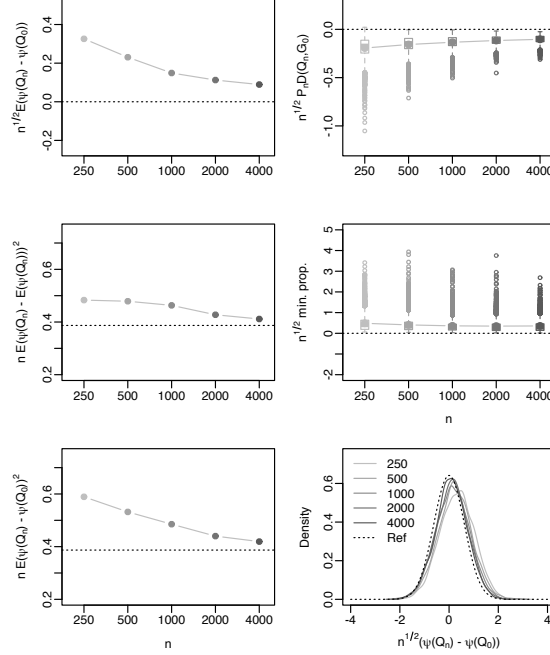 n^{1/2}E(ψ(Q_n) - ψ(Q_0))
0.4
0.2
0.0
-0.2
250 500 1000 2000 4000
n^{1/2} P_nD(Q_n,G_0)
0.0
-0.5
-1.0
250 500 1000 2000 4000
n E(ψ(Q_n) - E(ψ(Q_n)))^2
0.6
0.4
0.2
250 500 1000 2000 4000
n^{1/2} min. prop.
5
4
3
2
1
0
-2
250 500 1000 2000 4000
n
n E(ψ(Q_n) - ψ(Q_0))^2
0.6
0.4
0.2
0
250 500 1000 2000 4000
n
Density
0.6
0.4
0.2
0.0
250
500
1000
2000
4000
Ref
-4 -2 0 2 4
n^{1/2}(ψ(Q_n) - ψ(Q_0))